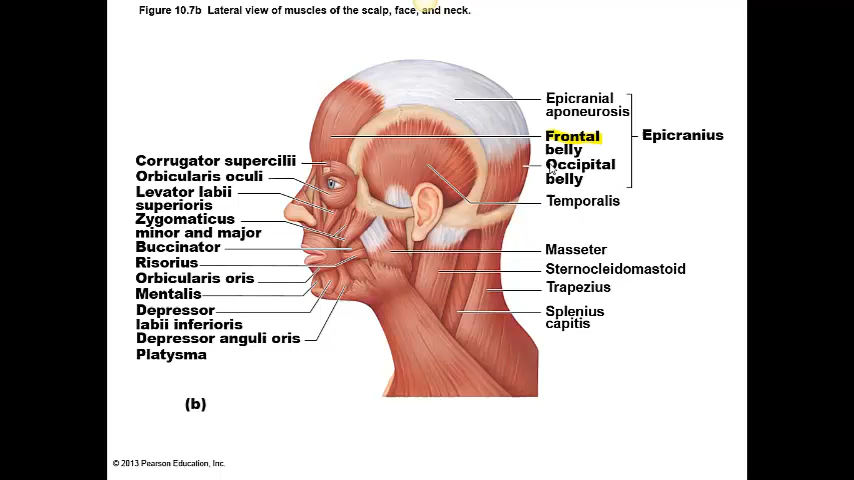 Figure 10.7b Lateral view of muscles of the scalp, face, and neck.
Epicranial
aponeurosis
Frontal
belly
Occipital
belly
Epicranius
Temporalis
Masseter
Sternocleidomastoid
Trapezius
Splenius
capitis
Corrugator supercilii
Orbicularis oculi
Levator labii
superioris
Zygomaticus
minor and major
Buccinator
Risorius
Orbicularis oris
Mentalis
Depressor
labii inferioris
Depressor anguli oris
Platysma
(b)
© 2013 Pearson Education, Inc.